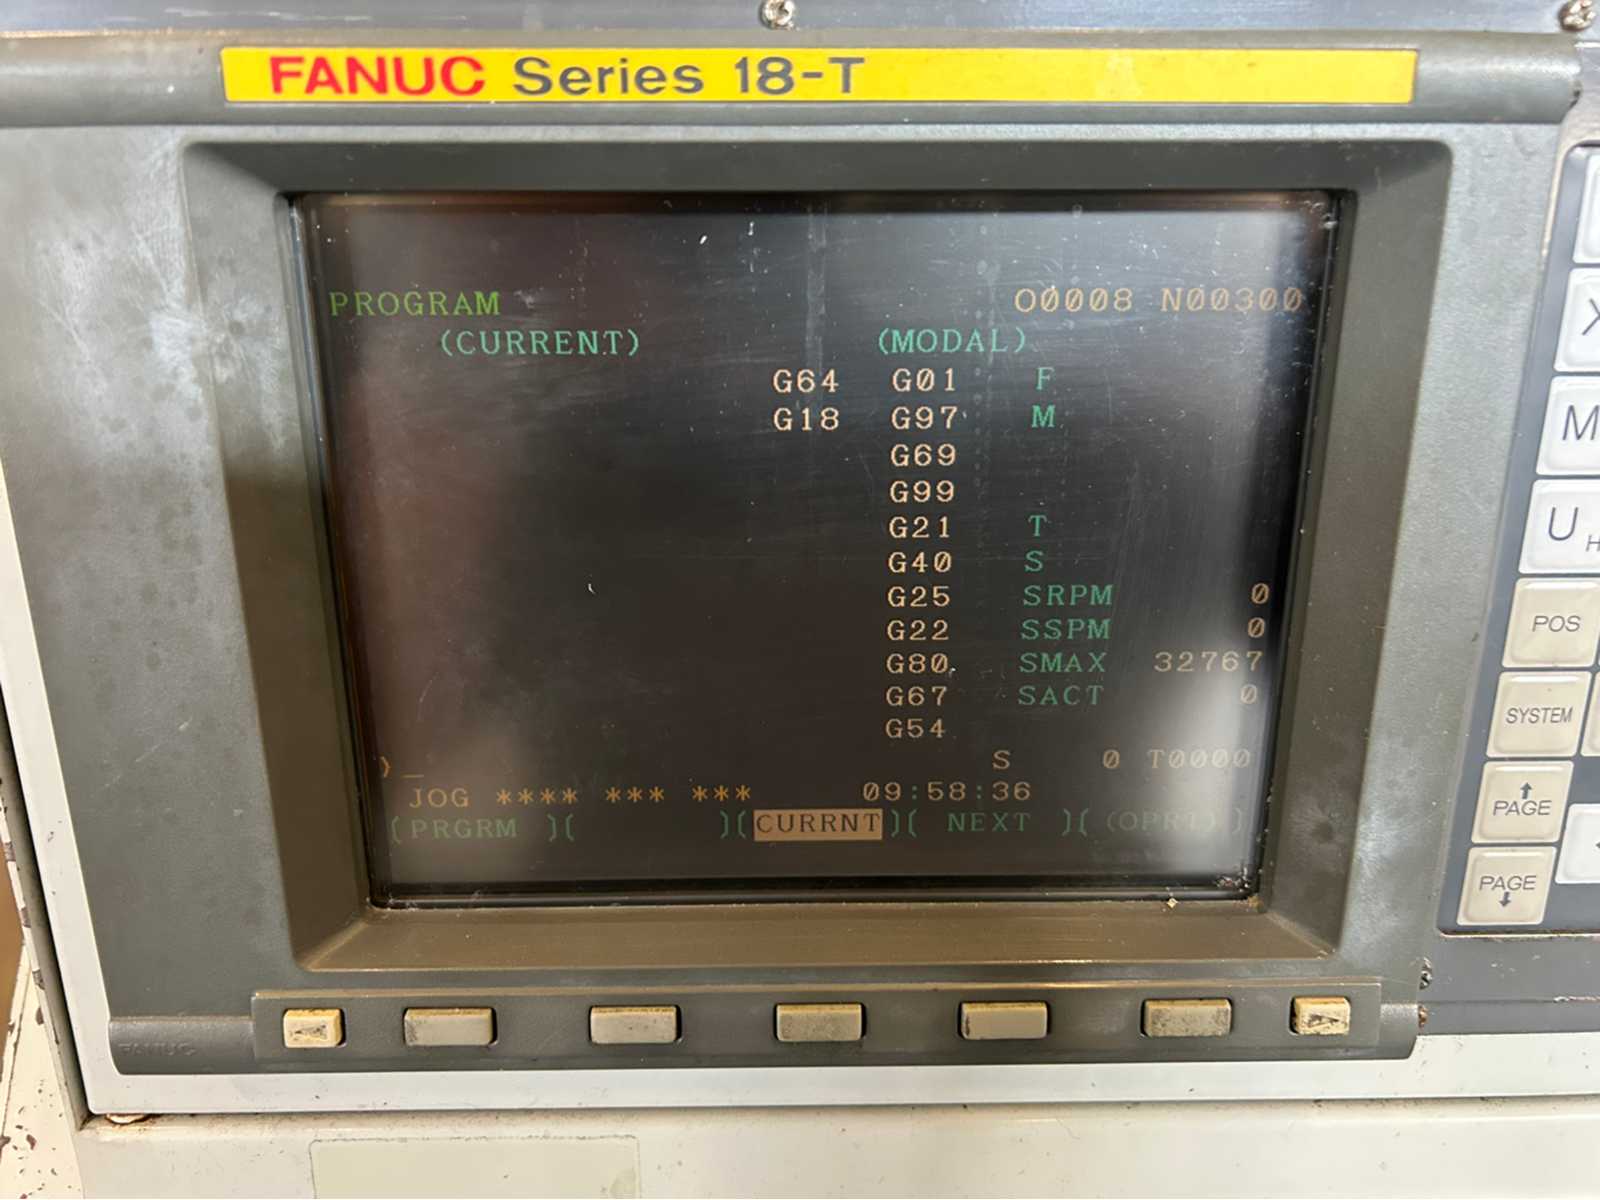 FANUC Series 18-T
PROGRAM O0008 N00300
(CURRENT) (MODAL)
G64 G01 F
G18 G97 M
G69
G99
G21 T
G40 S
G25 SRPM 0
G22 SSPM 0
G80 SMAX 32767
G67 SACT 0
G54
S 0 T0000
>_
JOG **** *** *** 09:58:36
(PRGRM )( )(CURRNT)( NEXT )((OPRT) )
X
M
U H
POS
SYSTEM
↑
PAGE
PAGE
↓
FANUC